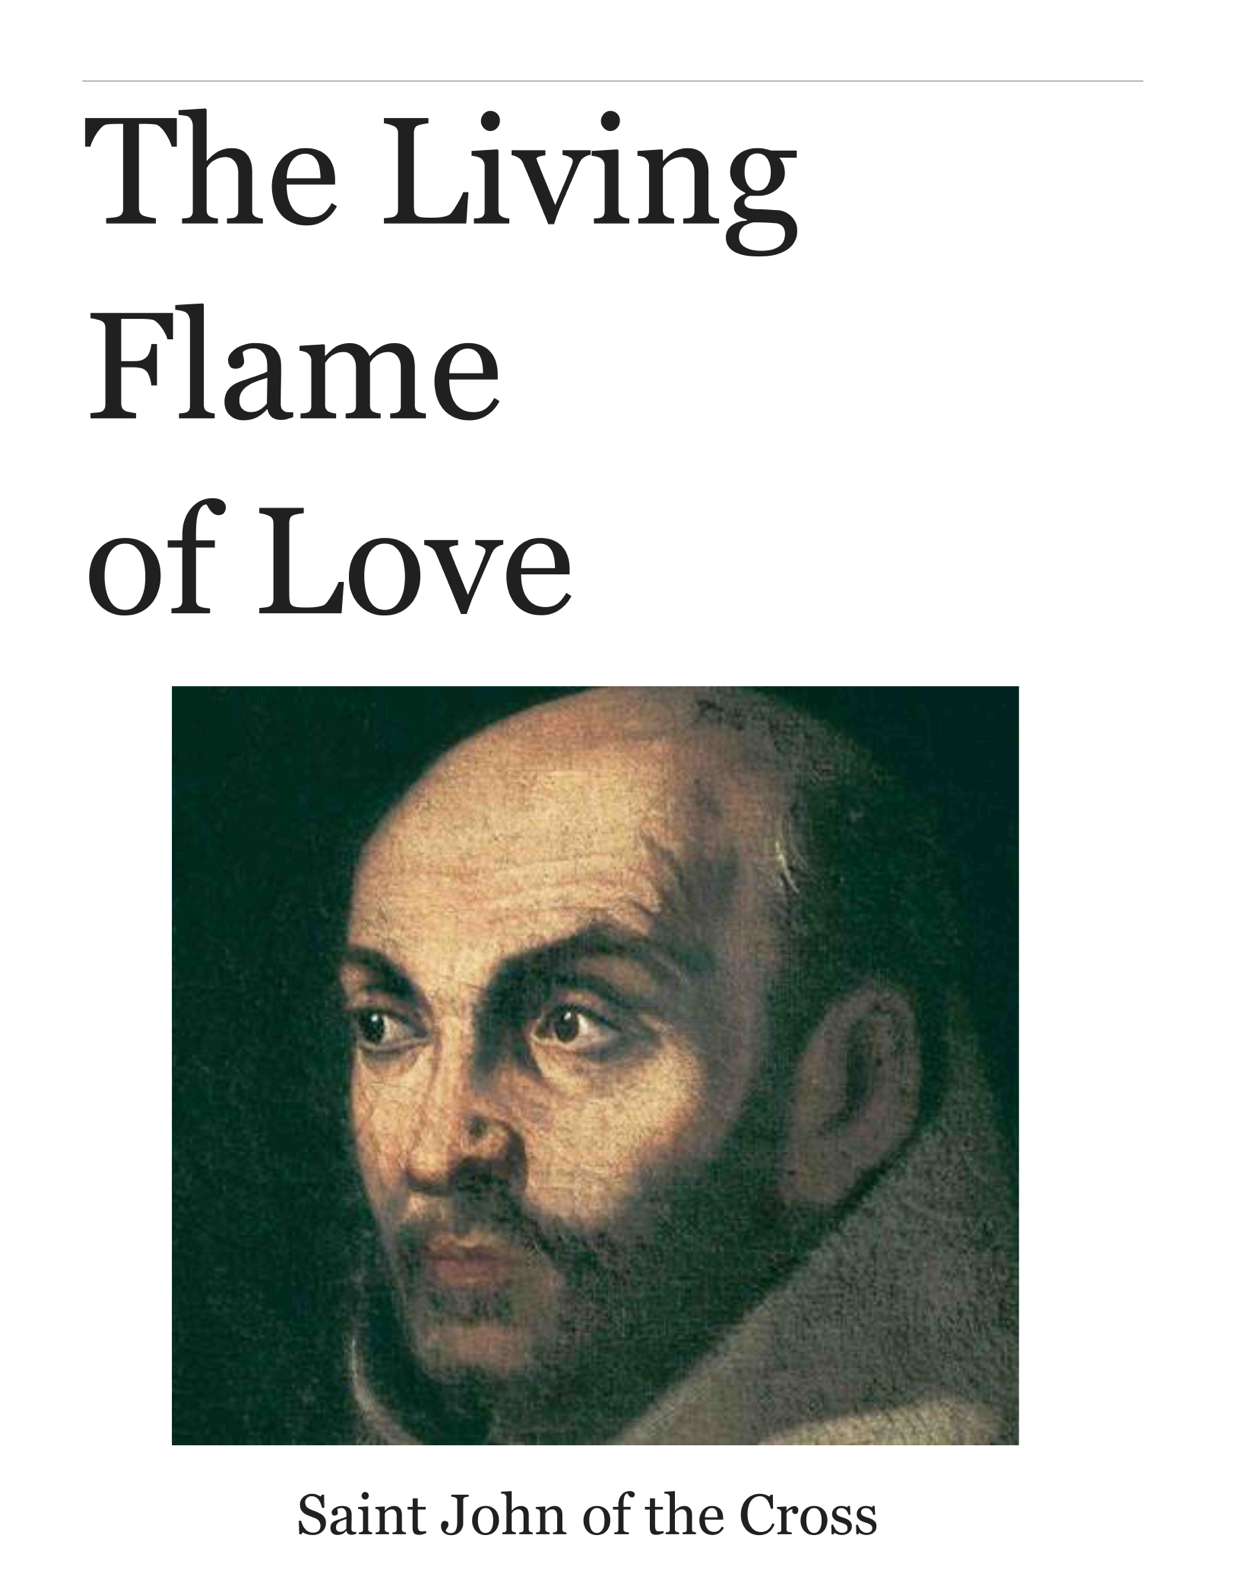 The Living
Flame
of Love
Saint John of the Cross